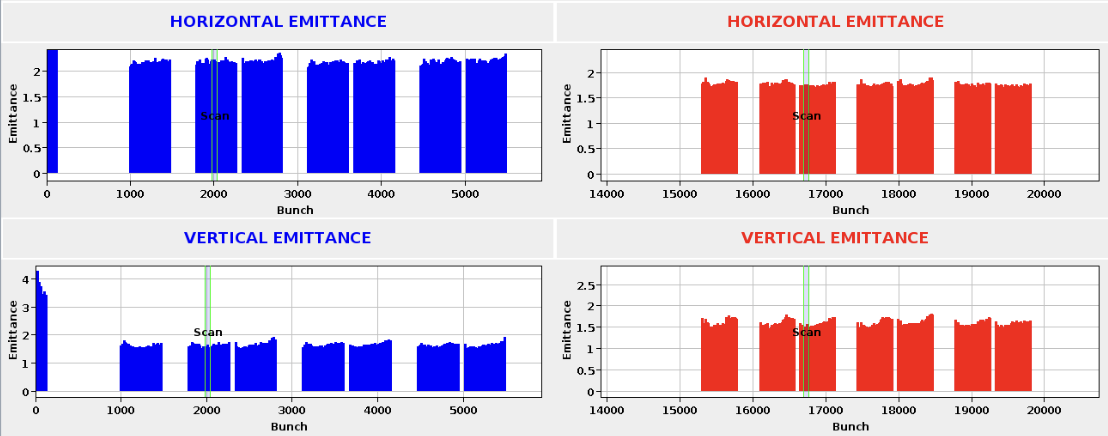 HORIZONTAL EMITTANCE
Emittance
2
1.5
1
0.5
0
Scan
0 1000 2000 3000 4000 5000
Bunch
HORIZONTAL EMITTANCE
Emittance
2
1.5
1
0.5
0
Scan
14000 15000 16000 17000 18000 19000 20000
Bunch
VERTICAL EMITTANCE
Emittance
4
3
2
1
0
Scan
0 1000 2000 3000 4000 5000
Bunch
VERTICAL EMITTANCE
Emittance
2.5
2
1.5
1
0.5
0
Scan
14000 15000 16000 17000 18000 19000 20000
Bunch